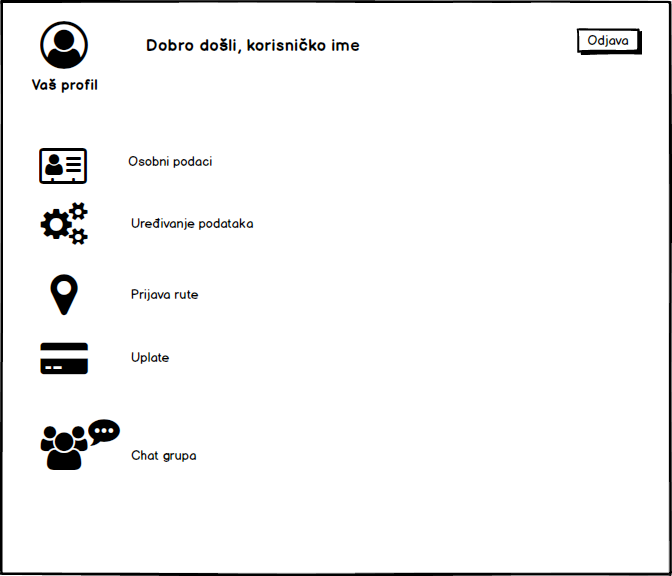 Dobro došli, korisničko ime
Odjava
Vaš profil
Osobni podaci
Uređivanje podataka
Prijava rute
Uplate
Chat grupa